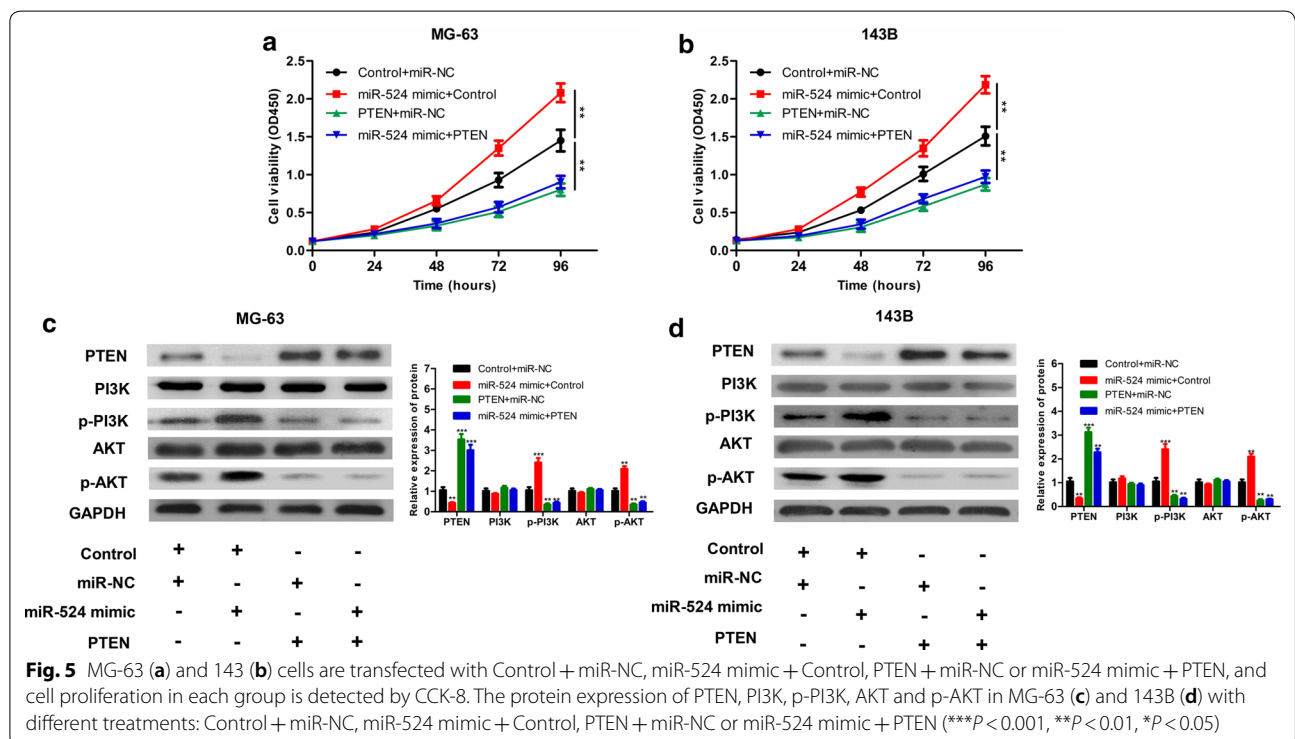 a
MG-63
Control+miR-NC
miR-524 mimic+Control
PTEN+miR-NC
miR-524 mimic+PTEN
Cell viability (OD450)
2.5
2.0
1.5
1.0
0.5
0.0
0
24
48
72
96
Time (hours)
**
**
b
143B
Control+miR-NC
miR-524 mimic+Control
PTEN+miR-NC
miR-524 mimic+PTEN
Cell viability (OD450)
2.5
2.0
1.5
1.0
0.5
0.0
0
24
48
72
96
Time (hours)
**
**
c
MG-63
PTEN
PI3K
p-PI3K
AKT
p-AKT
GAPDH
Control + + - -
miR-NC + - + -
miR-524 mimic - + - +
PTEN - - + +
Control+miR-NC
miR-524 mimic+Control
PTEN+miR-NC
miR-524 mimic+PTEN
Relative expression of protein
7
6
5
4
3
2
1
0
** *** ***
*** ** **
** ** **
PTEN PI3K p-PI3K AKT p-AKT
d
143B
PTEN
PI3K
p-PI3K
AKT
p-AKT
GAPDH
Control + + - -
miR-NC + - + -
miR-524 mimic - + - +
PTEN - - + +
Control+miR-NC
miR-524 mimic+Control
PTEN+miR-NC
miR-524 mimic+PTEN
Relative expression of protein
6
5
4
3
2
1
0
** *** **
*** ** **
** ** **
PTEN PI3K p-PI3K AKT p-AKT
Fig. 5 MG-63 (a) and 143 (b) cells are transfected with Control + miR-NC, miR-524 mimic + Control, PTEN + miR-NC or miR-524 mimic + PTEN, and
cell proliferation in each group is detected by CCK-8. The protein expression of PTEN, PI3K, p-PI3K, AKT and p-AKT in MG-63 (c) and 143B (d) with
different treatments: Control + miR-NC, miR-524 mimic + Control, PTEN + miR-NC or miR-524 mimic + PTEN (***P < 0.001, **P < 0.01, *P < 0.05)